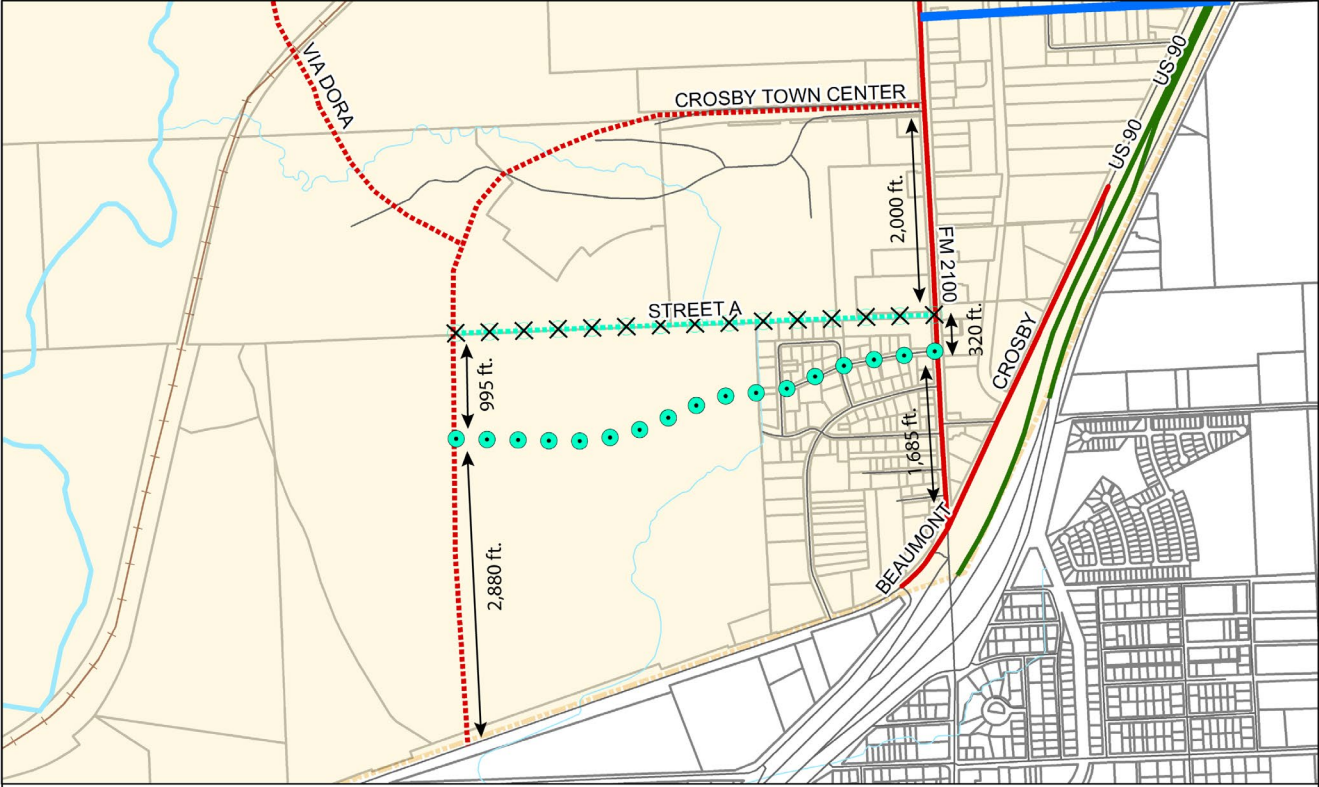 US-90
VIA DORA
CROSBY TOWN CENTER
US-90
2,000 ft.
FM 2100
STREET A
320 ft.
CROSBY
995 ft.
1,685 ft.
2,880 ft.
BEAUMONT